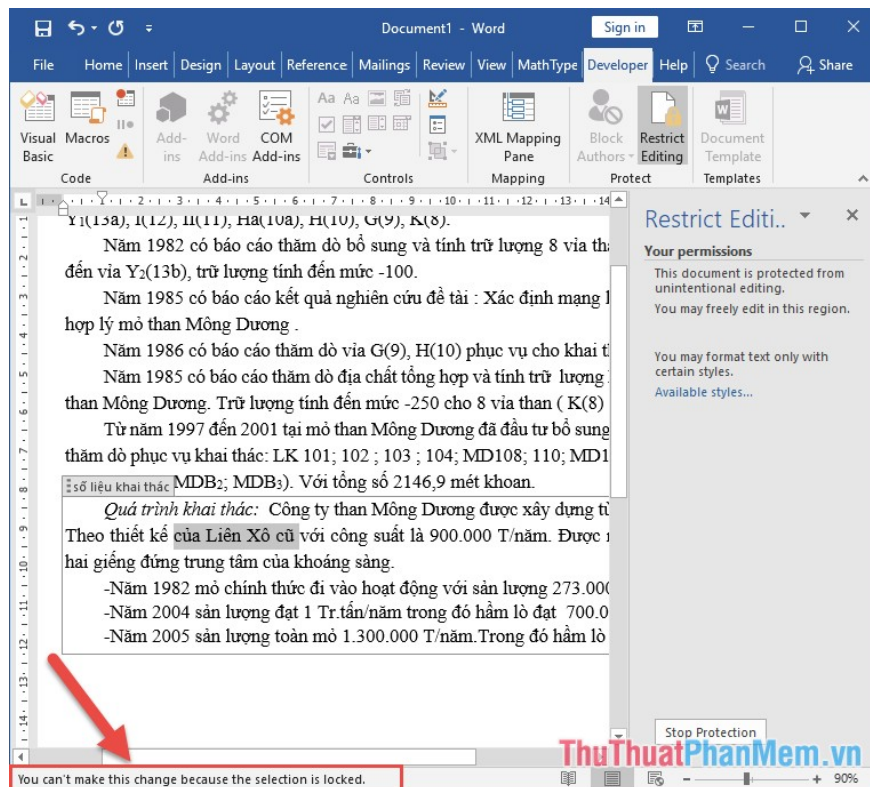 Document1 - Word
Sign in
File Home Insert Design Layout Reference Mailings Review View MathType Developer Help Search Share
Visual Basic
Macros
Add-ins
Word Add-ins
COM Add-ins
XML Mapping Pane
Block Authors
Restrict Editing
Document Template
Code Add-ins Controls Mapping Protect Templates
Y₁(13a), I(12), II(11), Ha(10a), H(10), G(9), K(8).
Năm 1982 có báo cáo thăm dò bổ sung và tính trữ lượng 8 vỉa tha
đến vỉa Y₂(13b), trữ lượng tính đến mức -100.
Năm 1985 có báo cáo kết quả nghiên cứu đề tài : Xác định mạng l
hợp lý mỏ than Mông Dương .
Năm 1986 có báo cáo thăm dò vỉa G(9), H(10) phục vụ cho khai t
Năm 1985 có báo cáo thăm dò địa chất tổng hợp và tính trữ lượng
than Mông Dương. Trữ lượng tính đến mức -250 cho 8 vỉa than ( K(8)
Từ năm 1997 đến 2001 tại mỏ than Mông Dương đã đầu tư bổ sung
thăm dò phục vụ khai thác: LK 101; 102 ; 103 ; 104; MD108; 110; MD1
số liệu khai thác MDB₂; MDB₃). Với tổng số 2146,9 mét khoan.
Quá trình khai thác: Công ty than Mông Dương được xây dựng từ
Theo thiết kế của Liên Xô cũ với công suất là 900.000 T/năm. Được
hai giếng đứng trung tâm của khoáng sàng.
-Năm 1982 mỏ chính thức đi vào hoạt động với sản lượng 273.000
-Năm 2004 sản lượng đạt 1 Tr.tấn/năm trong đó hầm lò đạt 700.0
-Năm 2005 sản lượng toàn mỏ 1.300.000 T/năm.Trong đó hầm lò
Restrict Editi..
Your permissions
This document is protected from
unintentional editing.
You may freely edit in this region.
You may format text only with
certain styles.
Available styles...
Stop Protection
ThuThuatPhanMem.vn
You can't make this change because the selection is locked.
90%